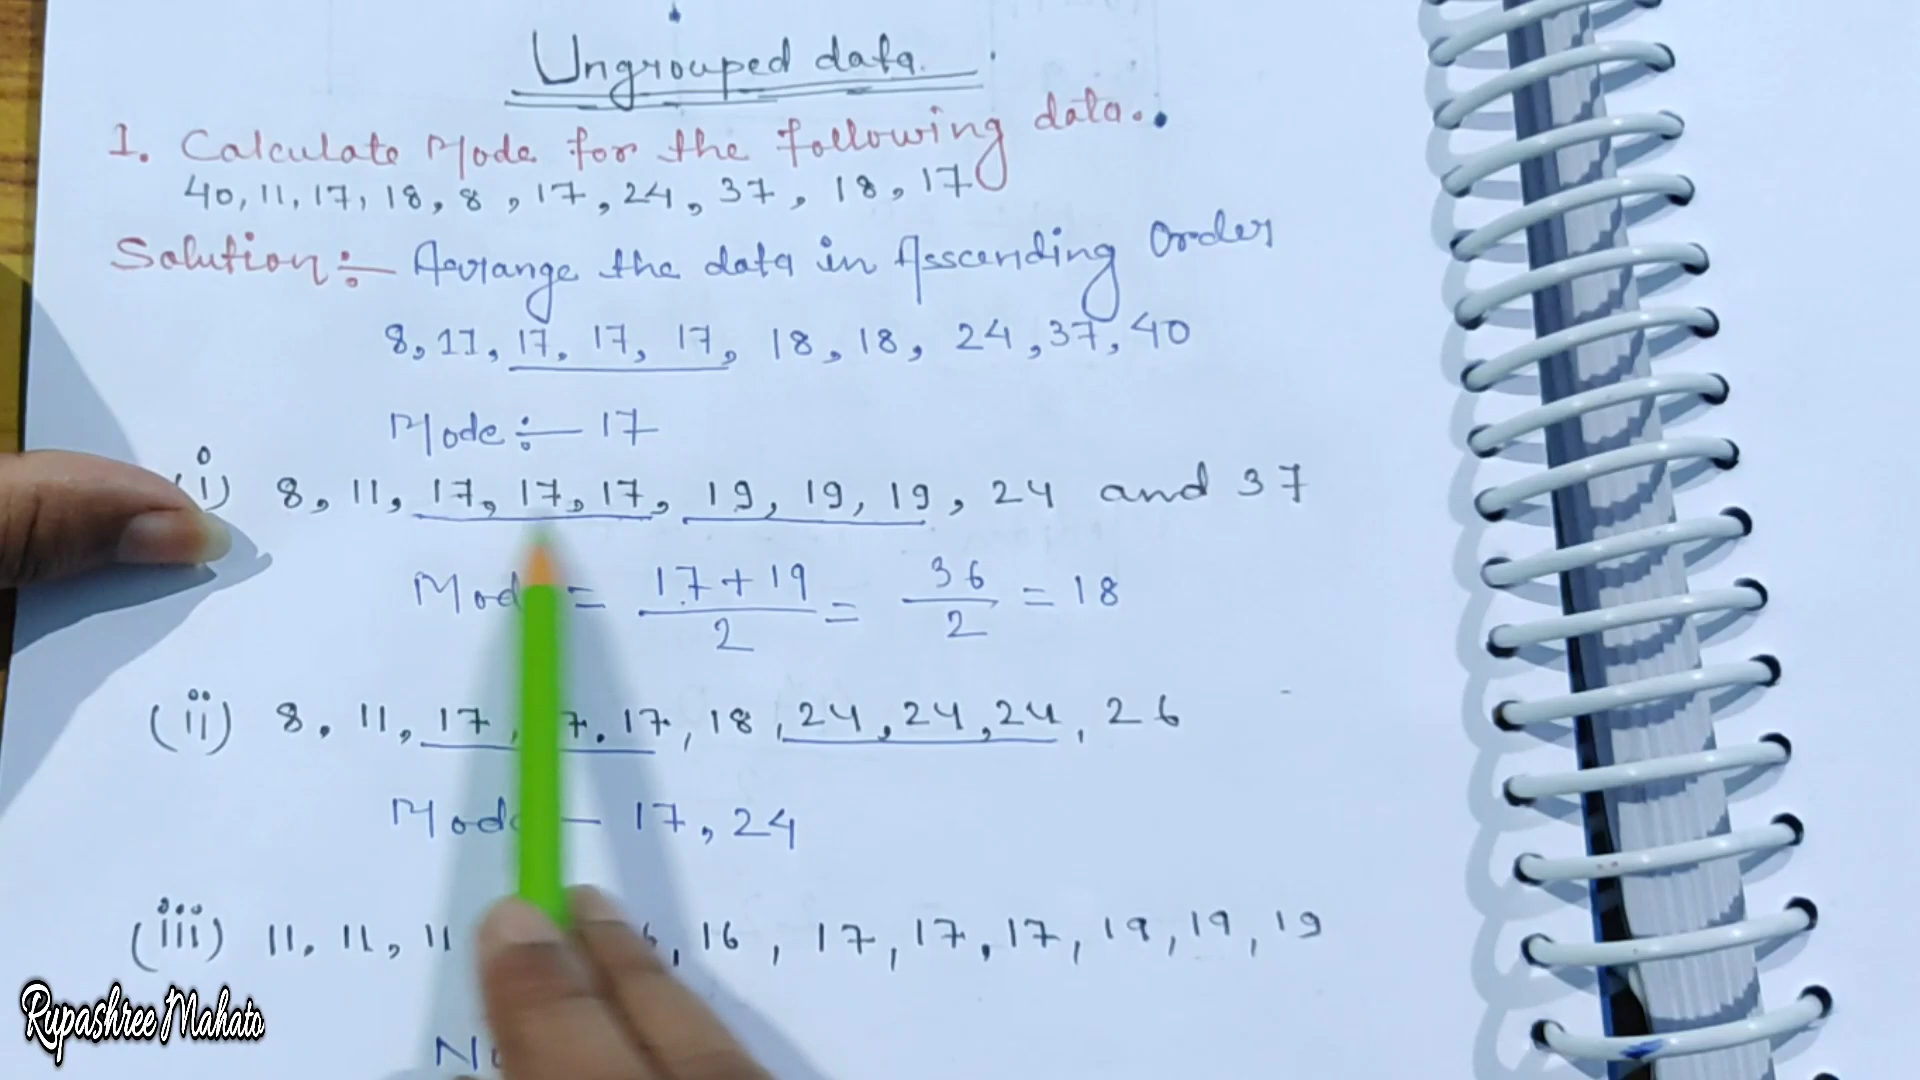 Ungrouped data.
1. Calculate Mode for the following data.
40, 11, 17, 18, 8, 17, 24, 37, 18, 17
Solution:- Arrange the data in Asscending Order
8, 11, 17, 17, 17, 18, 18, 24, 37, 40
Mode:- 17
(i) 8, 11, 17, 17, 17, 19, 19, 19, 24 and 37
= 17+19/2 = 36/2 = 18
(ii) 8, 11, 17, 17, 18, 24, 24, 24, 26
- 17, 24
(iii) 11, 11, 11 , 16, 17, 17, 17, 19, 19, 19
Rupashree Mahato